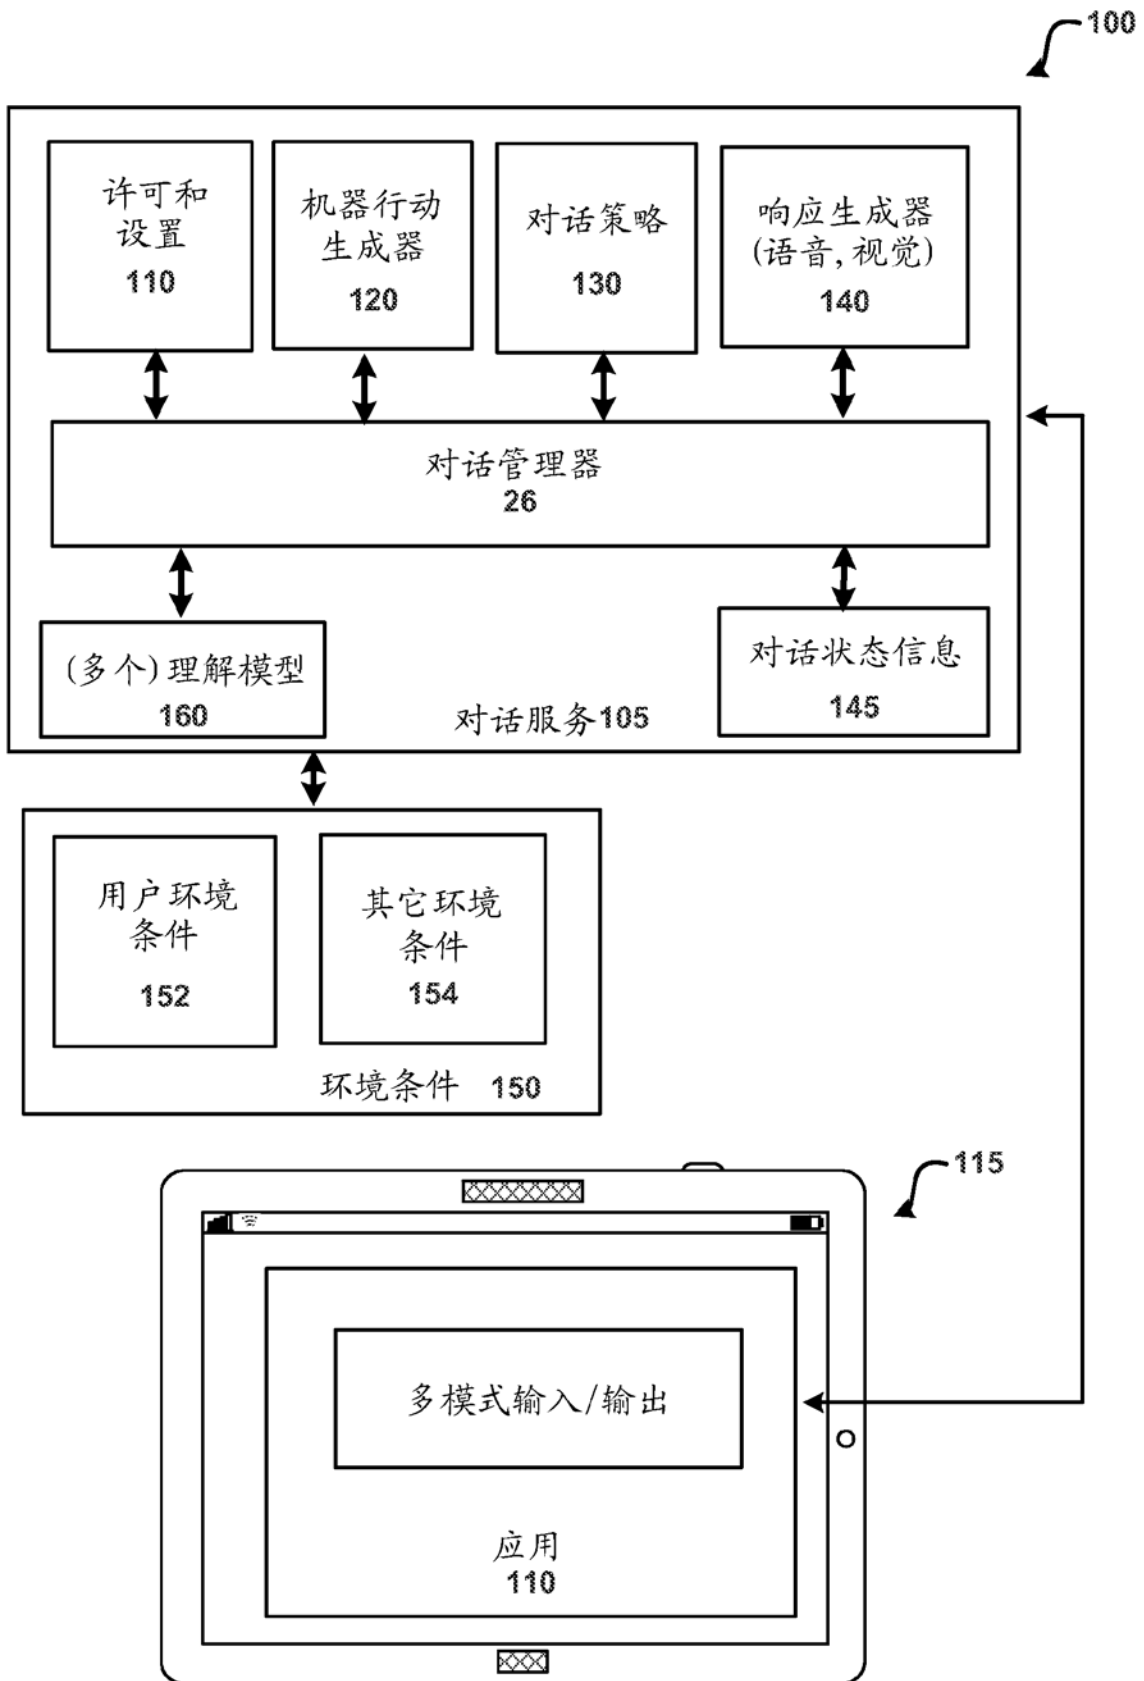 100
许可和
设置
110
机器行动
生成器
120
对话策略
130
响应生成器
(语音,视觉)
140
对话管理器
26
(多个)理解模型
160
对话服务105
对话状态信息
145
用户环境
条件
152
其它环境
条件
154
环境条件 150
115
多模式输入/输出
应用
110